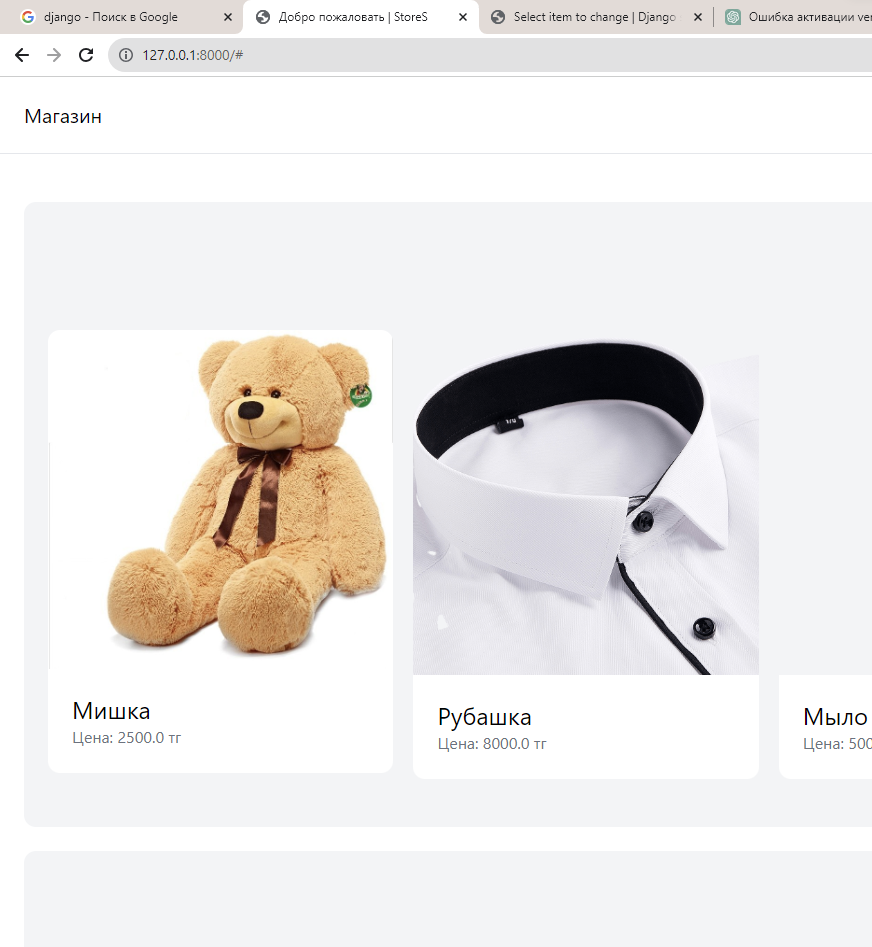 django - Поиск в Google
Добро пожаловать | StoreS
Select item to change | Django
Ошибка активации ve
127.0.0.1:8000/#
Магазин
Мишка
Цена: 2500.0 тг
Рубашка
Цена: 8000.0 тг
Мыло
Цена: 500